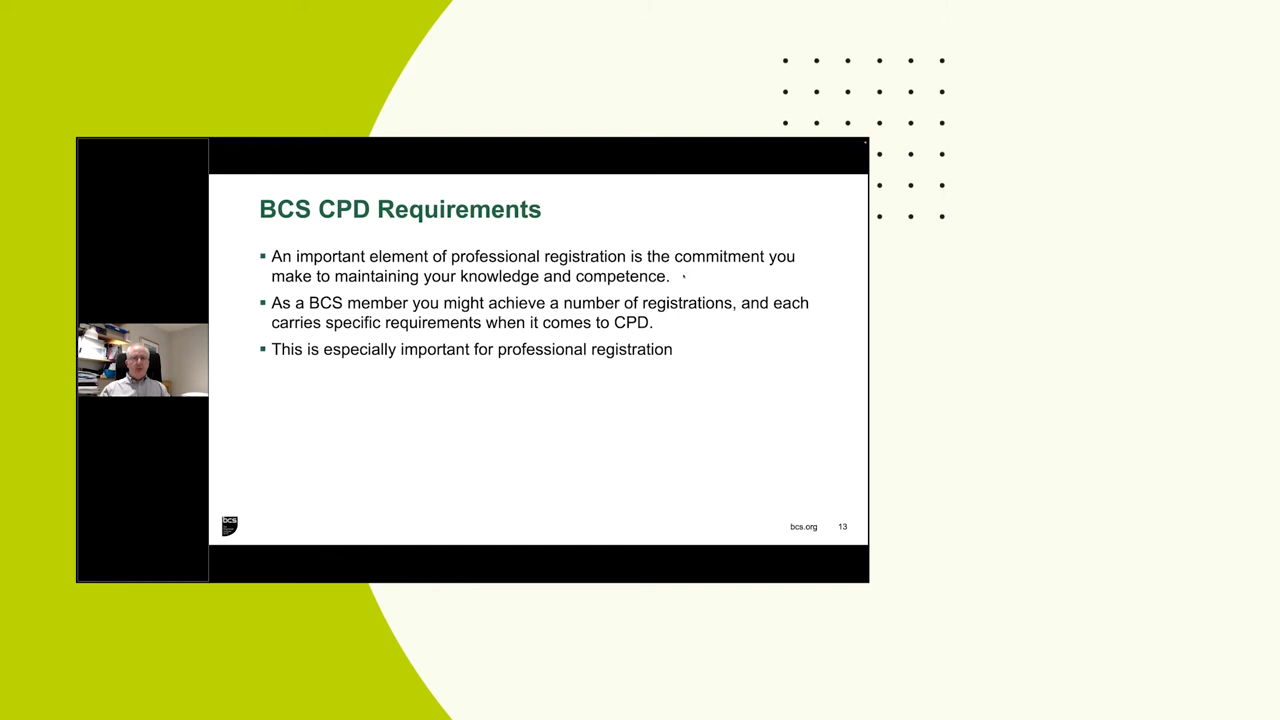 BCS CPD Requirements
▪ An important element of professional registration is the commitment you
make to maintaining your knowledge and competence.
▪ As a BCS member you might achieve a number of registrations, and each
carries specific requirements when it comes to CPD.
▪ This is especially important for professional registration
bcs
bcs.org 13